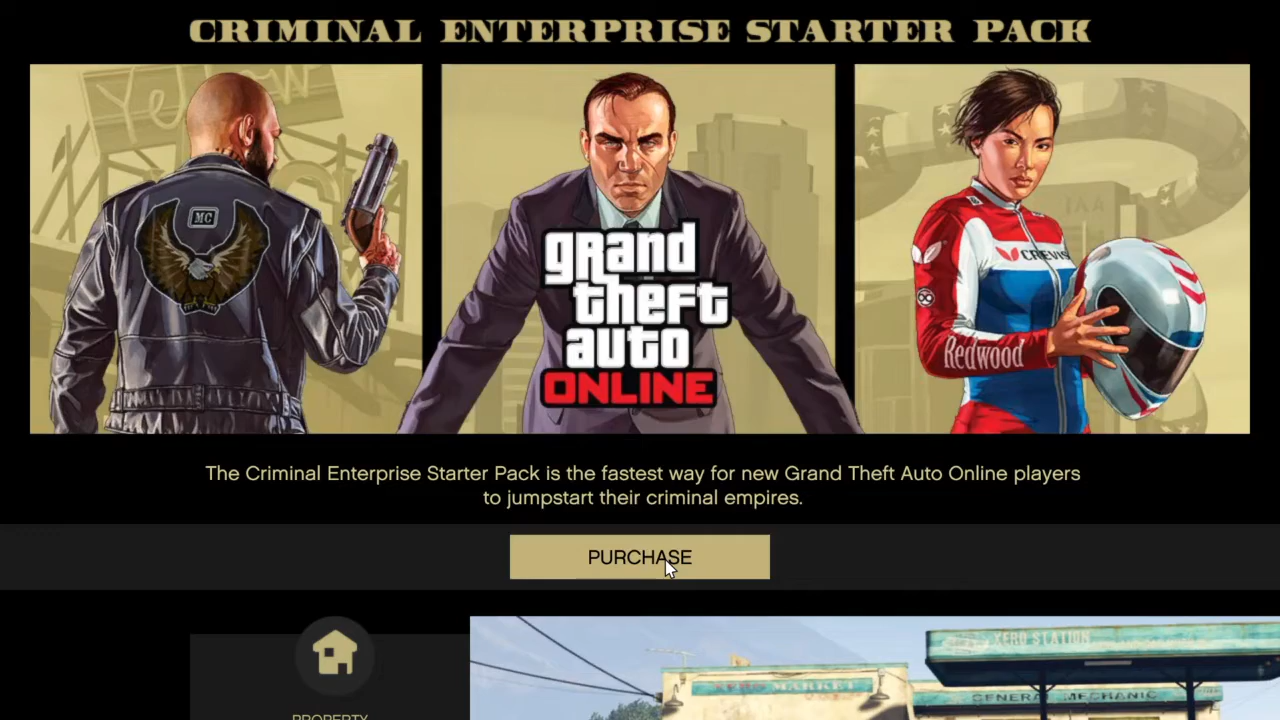 CRIMINAL ENTERPRISE STARTER PACK
Yellow
MC
grand
theft
auto
ONLINE
IAA
CREVIS
Redwood
The Criminal Enterprise Starter Pack is the fastest way for new Grand Theft Auto Online players
to jumpstart their criminal empires.
PURCHASE
PROPERTY
XERO STATION
XERO MARKET
GENERAL MECHANIC